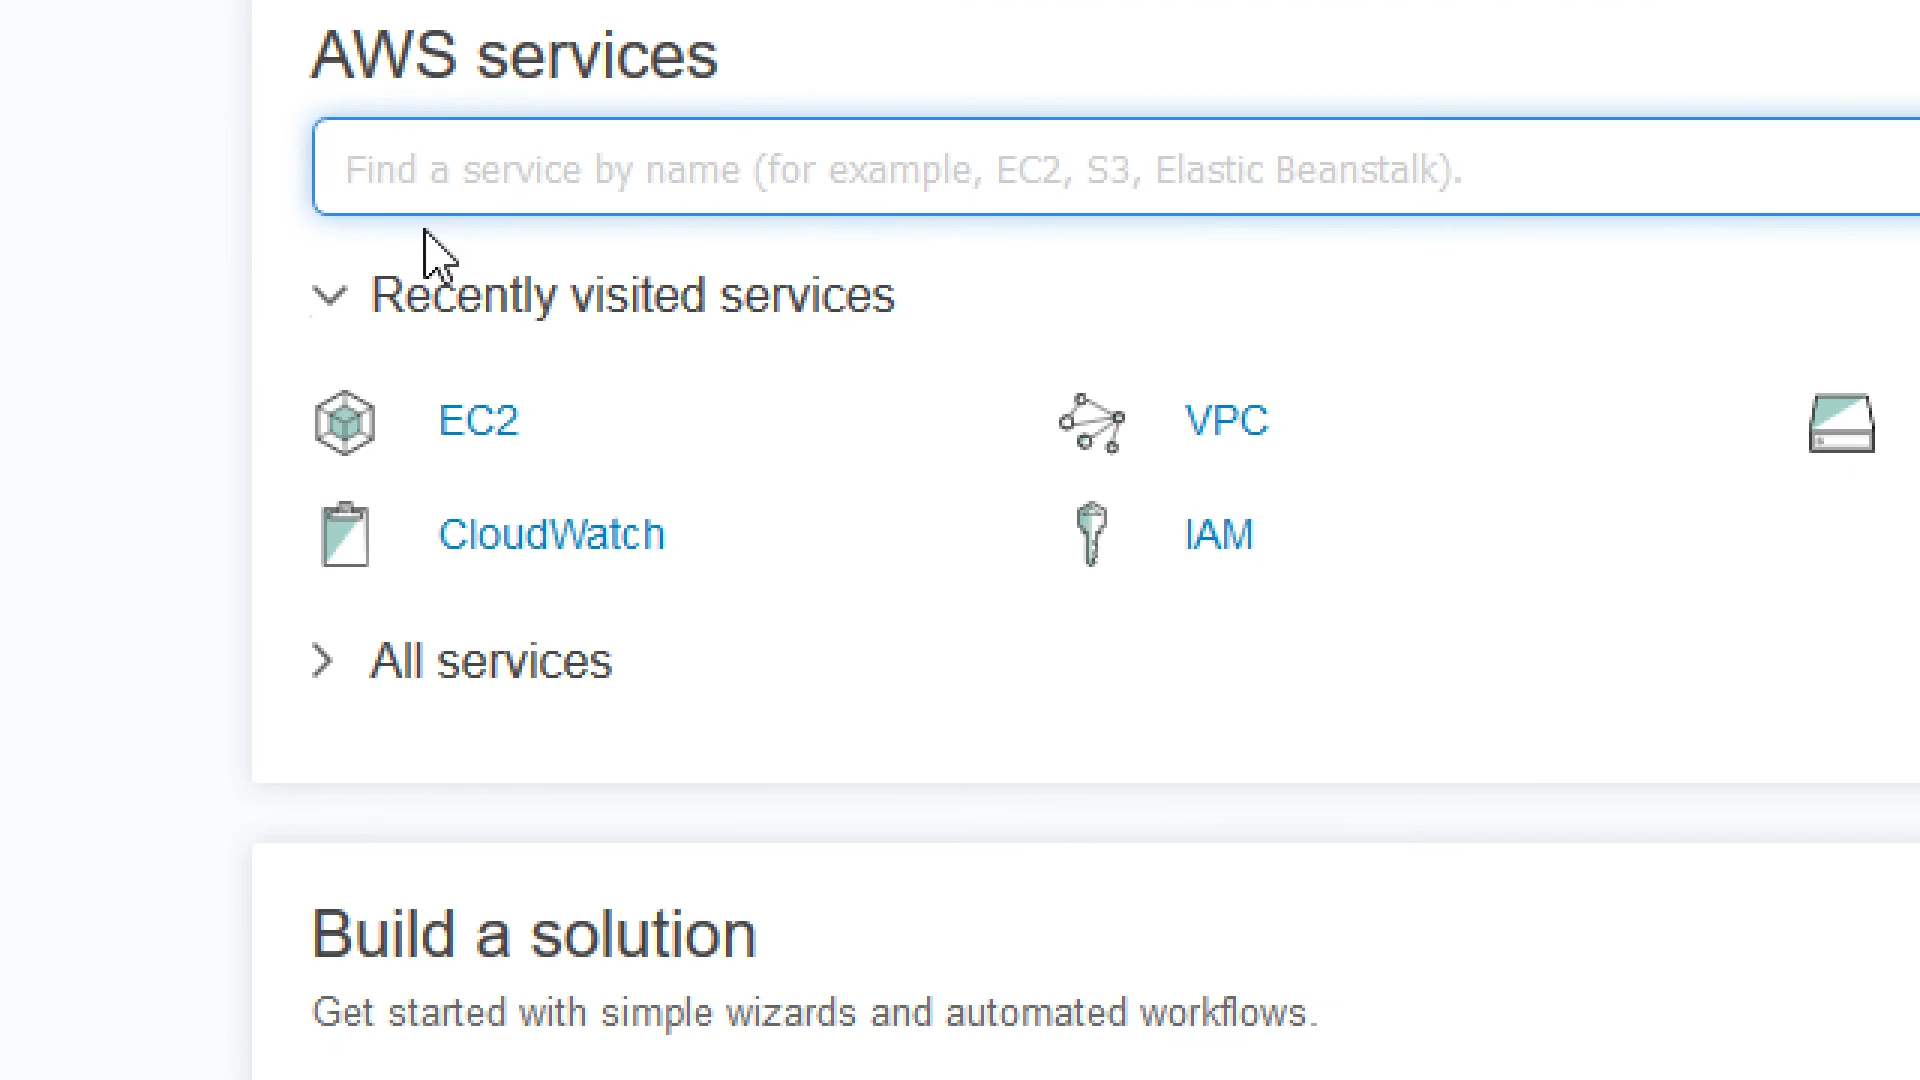 AWS services
Find a service by name (for example, EC2, S3, Elastic Beanstalk).
Recently visited services
EC2
VPC
CloudWatch
IAM
All services
Build a solution
Get started with simple wizards and automated workflows.